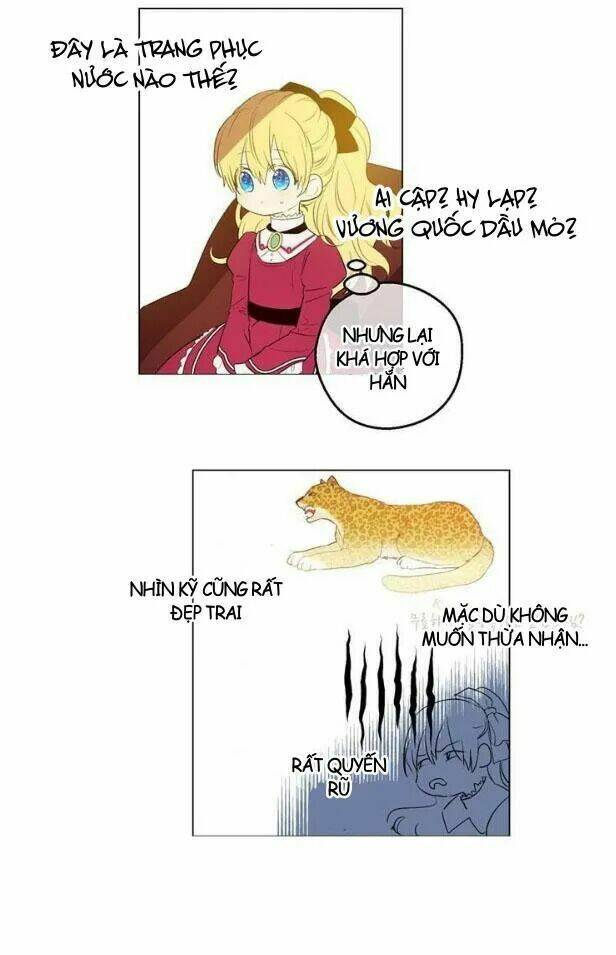 ĐÂY LÀ TRANG PHỤC
NƯỚC NÀO THẾ?
AI CẬP? HY LẠP?
VƯƠNG QUỐC DẦU MỎ?
NHƯNG LẠI
KHÁ HỢP VỚI
HẮN
NHÌN KỸ CŨNG RẤT
ĐẸP TRAI
MẶC DÙ KHÔNG
MUỐN THỪA NHẬN...
RẤT QUYẾN
RŨ